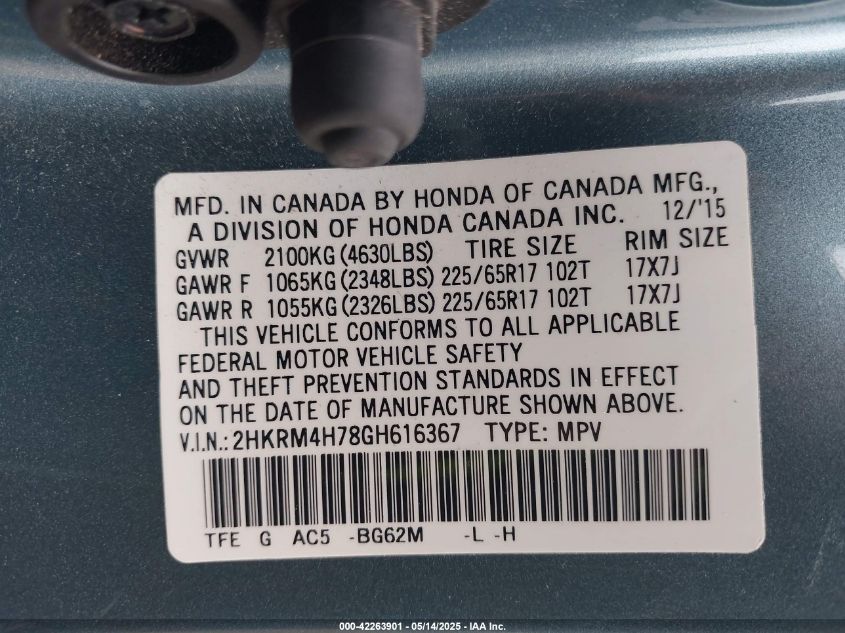 MFD. IN CANADA BY HONDA OF CANADA MFG.,
A DIVISION OF HONDA CANADA INC. 12/'15
GVWR 2100KG (4630LBS) TIRE SIZE RIM SIZE
GAWR F 1065KG (2348LBS) 225/65R17 102T 17X7J
GAWR R 1055KG (2326LBS) 225/65R17 102T 17X7J
THIS VEHICLE CONFORMS TO ALL APPLICABLE
FEDERAL MOTOR VEHICLE SAFETY
AND THEFT PREVENTION STANDARDS IN EFFECT
ON THE DATE OF MANUFACTURE SHOWN ABOVE.
V.I.N.: 2HKRM4H78GH616367 TYPE: MPV
TFE G AC5 -BG62M -L -H
000-42263901 - 05/14/2025 - IAA Inc.